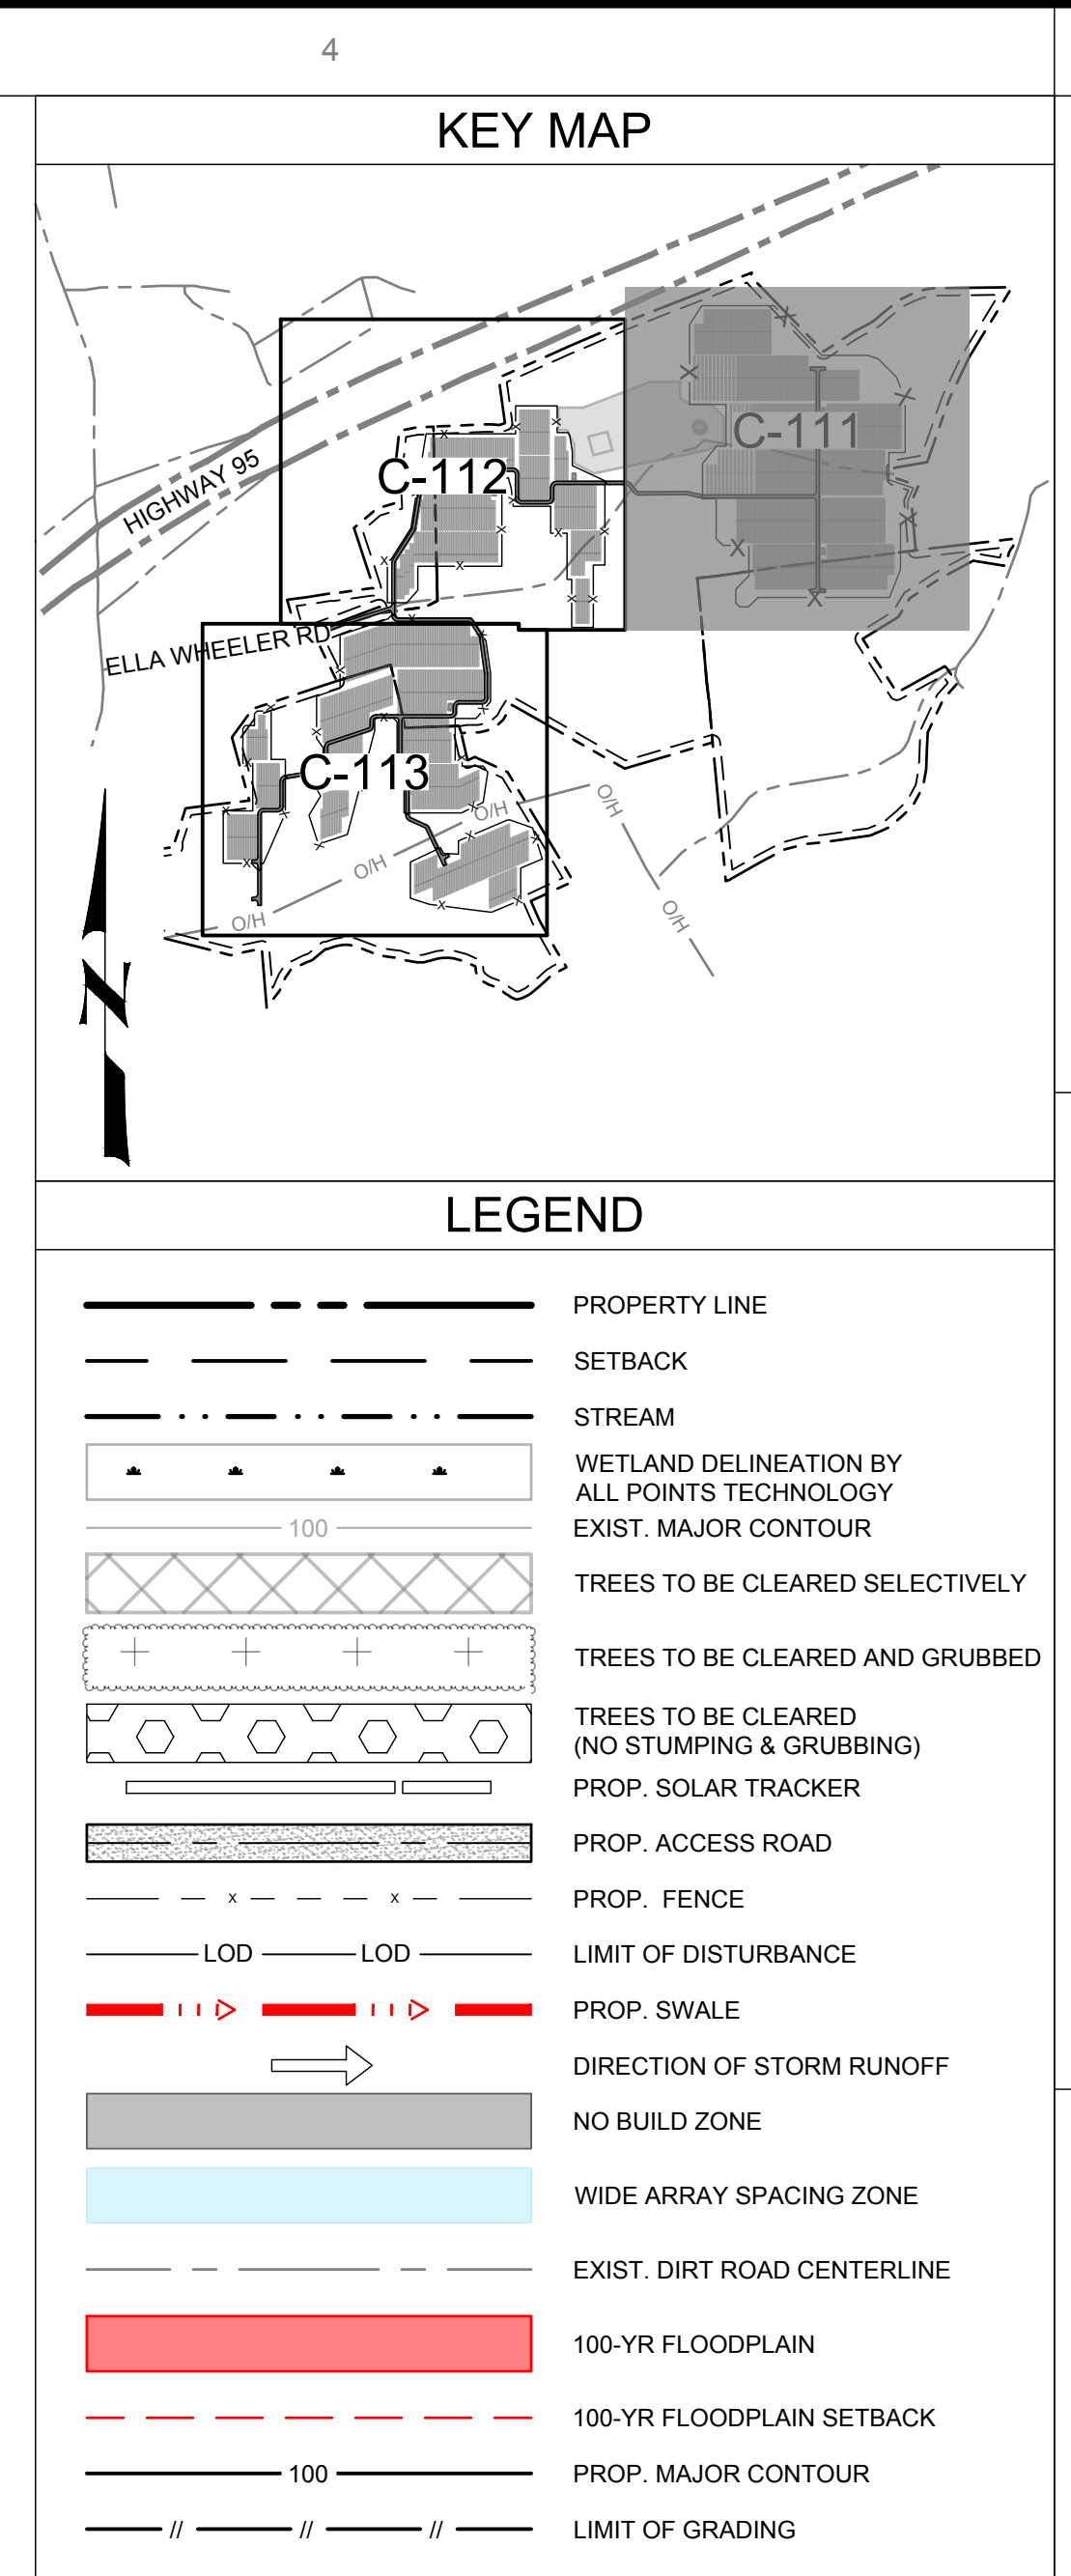 4
KEY MAP
HIGHWAY 95
C-111
C-112
ELLA WHEELER RD
C-113
O/H
O/H
O/H
O/H
O/H
N
LEGEND
PROPERTY LINE
SETBACK
STREAM
WETLAND DELINEATION BY
ALL POINTS TECHNOLOGY
100 EXIST. MAJOR CONTOUR
TREES TO BE CLEARED SELECTIVELY
TREES TO BE CLEARED AND GRUBBED
TREES TO BE CLEARED
(NO STUMPING & GRUBBING)
PROP. SOLAR TRACKER
PROP. ACCESS ROAD
x x PROP. FENCE
LOD LOD LIMIT OF DISTURBANCE
PROP. SWALE
DIRECTION OF STORM RUNOFF
NO BUILD ZONE
WIDE ARRAY SPACING ZONE
EXIST. DIRT ROAD CENTERLINE
100-YR FLOODPLAIN
100-YR FLOODPLAIN SETBACK
100 PROP. MAJOR CONTOUR
// // // LIMIT OF GRADING